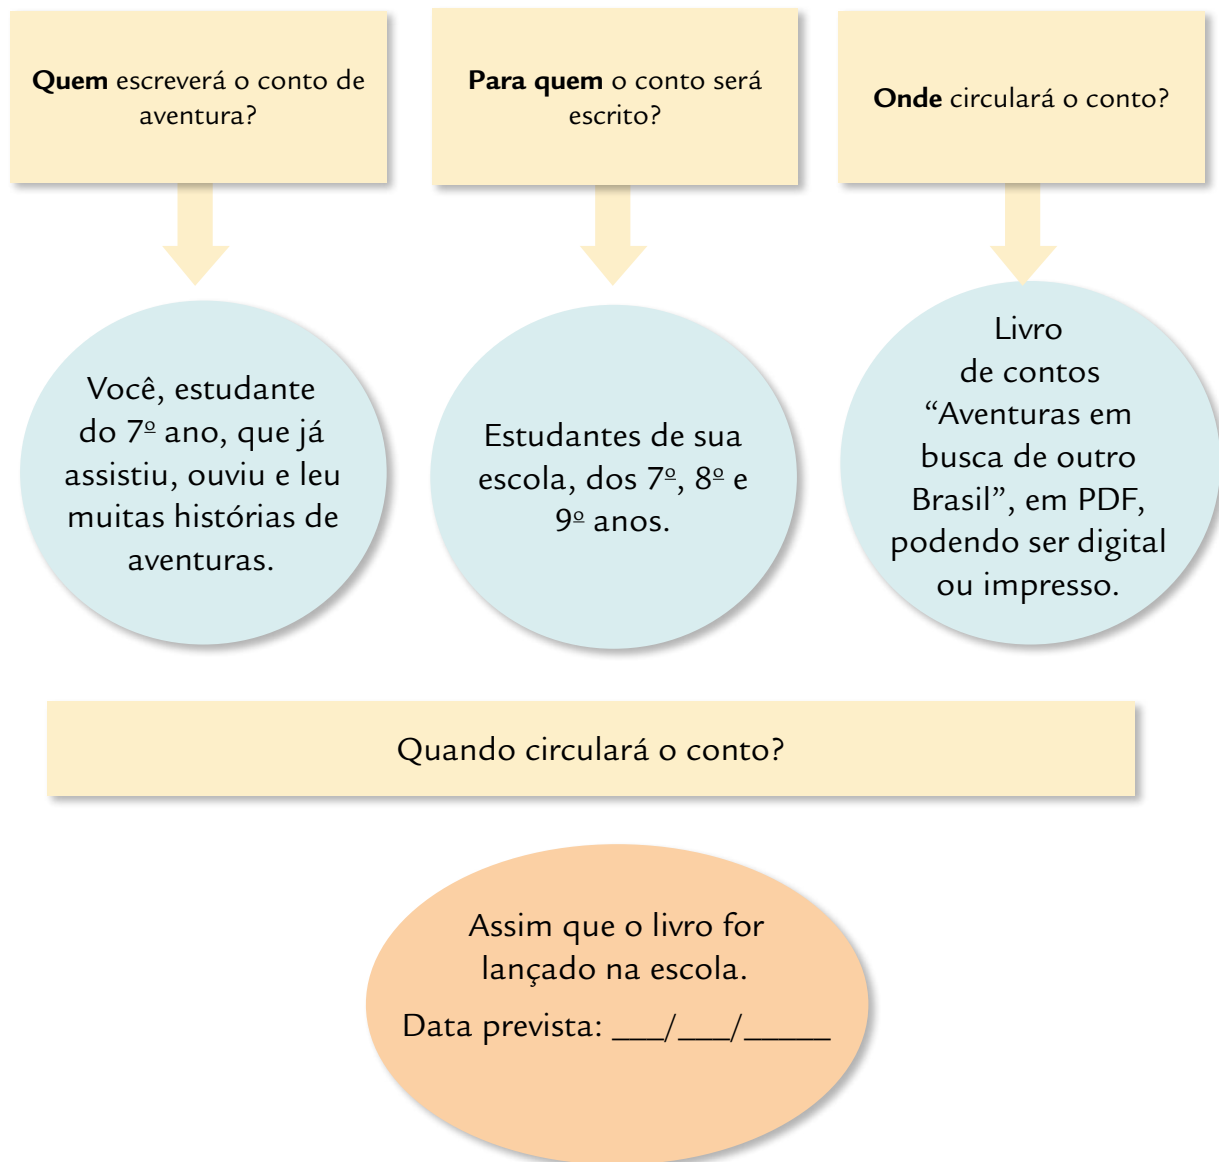 Quem escreverá o conto de
aventura?
Para quem o conto será
escrito?
Onde circulará o conto?
Você, estudante
do 7º ano, que já
assistiu, ouviu e leu
muitas histórias de
aventuras.
Estudantes de sua
escola, dos 7º, 8º e
9º anos.
Livro
de contos
“Aventuras em
busca de outro
Brasil”, em PDF,
podendo ser digital
ou impresso.
Quando circulará o conto?
Assim que o livro for
lançado na escola.
Data prevista: ___/___/_____